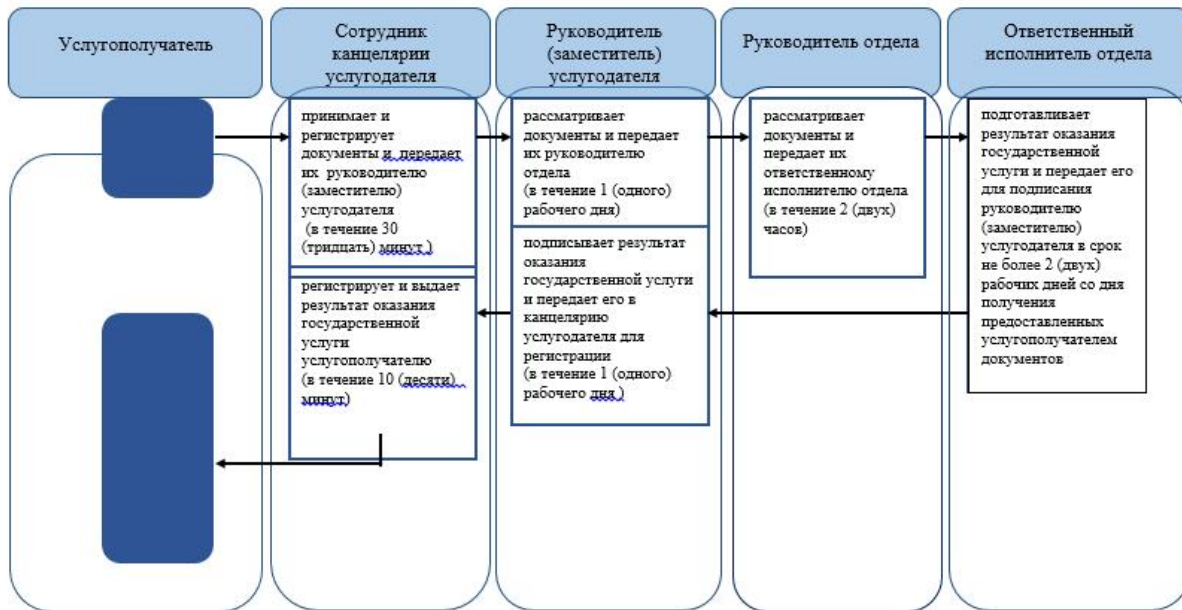 Услугополучатель
Сотрудник
канцелярии
услугодателя
Руководитель
(заместитель)
услугодателя
Руководитель отдела
Ответственный
исполнитель отдела
принимает и
регистрирует
документы и передает
их руководителю
(заместителю)
услугодателя
(в течение 30
(тридцать) минут )
рассматривает
документы и передает
их руководителю
отдела
(в течение 1 (одного)
рабочего дня)
рассматривает
документы и
передает их
ответственному
исполнителю отдела
(в течение 2 (двух)
часов)
подготавливает
результат оказания
государственной
услуги и передает его
для подписания
руководителю
(заместителю)
услугодателя в срок
не более 2 (двух)
рабочих дней со дня
получения
предоставленных
услугополучателем
документов
подписывает результат
оказания
государственной услуги
и передает его в
канцелярию
услугодателя для
регистрации
(в течение 1 (одного)
рабочего дня )
регистрирует и выдает
результат оказания
государственной
услуги
услугополучателю
(в течение 10 (десяти)
минут)